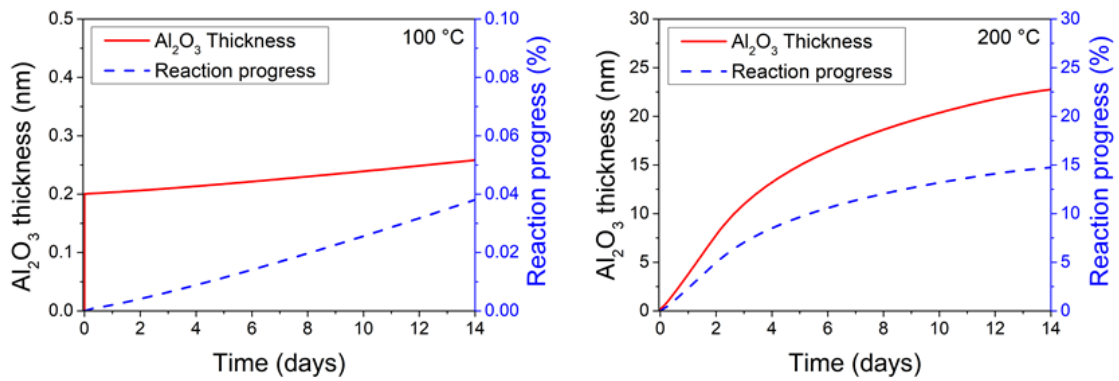 Al₂O₃ Thickness
Reaction progress
100 °C
Al₂O₃ thickness (nm)
0.5
0.4
0.3
0.2
0.1
0.0
Reaction progress (%)
0.10
0.08
0.06
0.04
0.02
0.00
0 2 4 6 8 10 12 14
Time (days)
Al₂O₃ Thickness
Reaction progress
200 °C
Al₂O₃ thickness (nm)
30
25
20
15
10
5
0
Reaction progress (%)
30
25
20
15
10
5
0
0 2 4 6 8 10 12 14
Time (days)